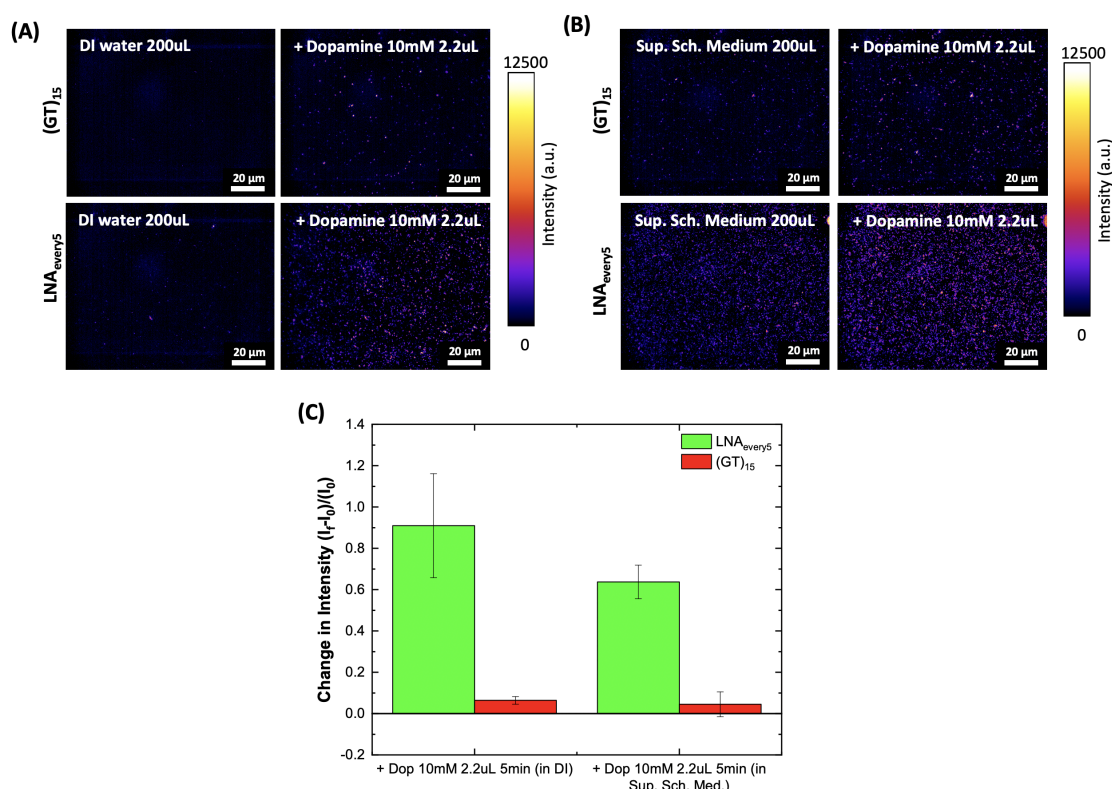 (A)
DI water 200uL
+ Dopamine 10mM 2.2uL
(GT)15
20 µm
20 µm
DI water 200uL
+ Dopamine 10mM 2.2uL
LNAevery5
20 µm
20 µm
12500
Intensity (a.u.)
0
(B)
Sup. Sch. Medium 200uL
+ Dopamine 10mM 2.2uL
(GT)15
20 µm
20 µm
Sup. Sch. Medium 200uL
+ Dopamine 10mM 2.2uL
LNAevery5
20 µm
20 µm
12500
Intensity (a.u.)
0
(C)
Change in Intensity (If-I0)/(I0)
1.4
1.2
1.0
0.8
0.6
0.4
0.2
0.0
-0.2
LNAevery5
(GT)15
+ Dop 10mM 2.2uL 5min (in DI)
+ Dop 10mM 2.2uL 5min (in
Sup. Sch. Med.)